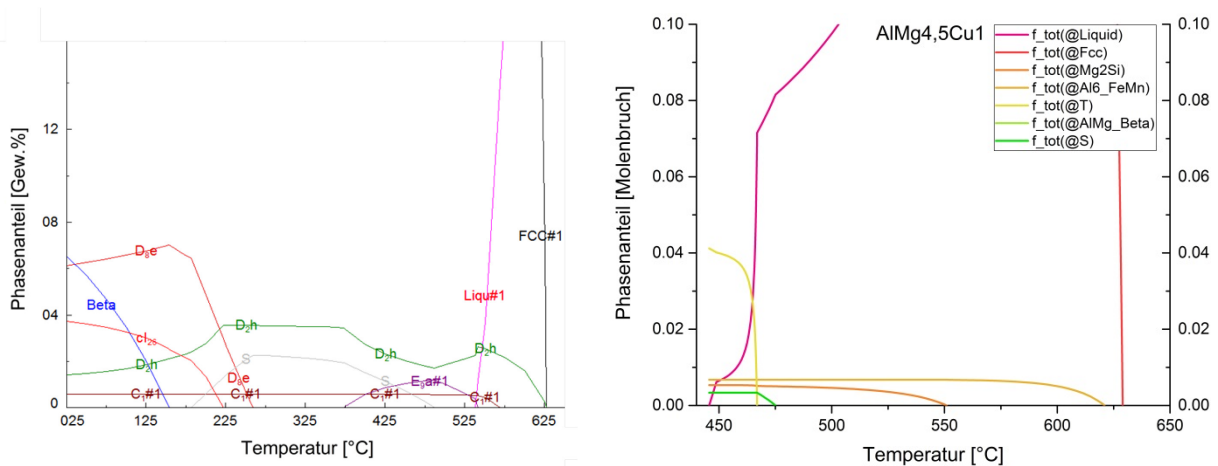 Phasenanteil [Gew.%]
12
08
04
0
D₈e
Beta
cI₂₆
D₂h
C₁#1
D₂h
S
D₈e
C₁#1
D₂h
S
C₁#1
E₉a#1
D₂h
C₁#1
Liqu#1
FCC#1
025 125 225 325 425 525 625
Temperatur [°C]
Phasenanteil [Molenbruch]
0.10
0.08
0.06
0.04
0.02
0.00
AlMg4,5Cu1
f_tot(@Liquid)
f_tot(@Fcc)
f_tot(@Mg2Si)
f_tot(@Al6_FeMn)
f_tot(@T)
f_tot(@AlMg_Beta)
f_tot(@S)
0.10
0.08
0.06
0.04
0.02
0.00
450 500 550 600 650
Temperatur [°C]